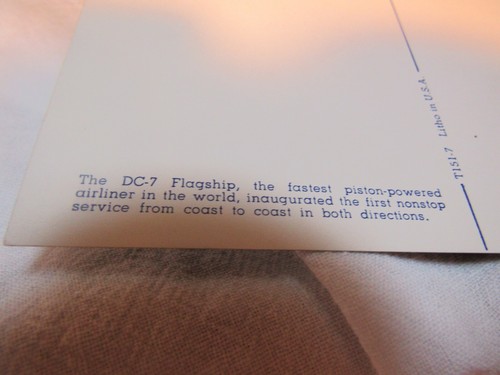 The DC-7 Flagship, the fastest piston-powered
airliner in the world, inaugurated the first nonstop
service from coast to coast in both directions.
T151-7 Litho in U.S.A.